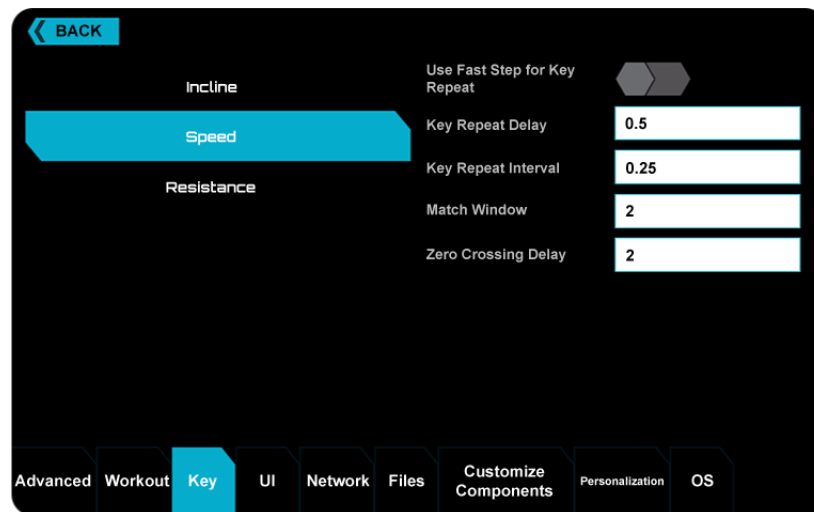 BACK
Incline
Speed
Resistance
Use Fast Step for Key
Repeat
Key Repeat Delay
0.5
Key Repeat Interval
0.25
Match Window
2
Zero Crossing Delay
2
Advanced
Workout
Key
UI
Network
Files
Customize
Components
Personalization
OS